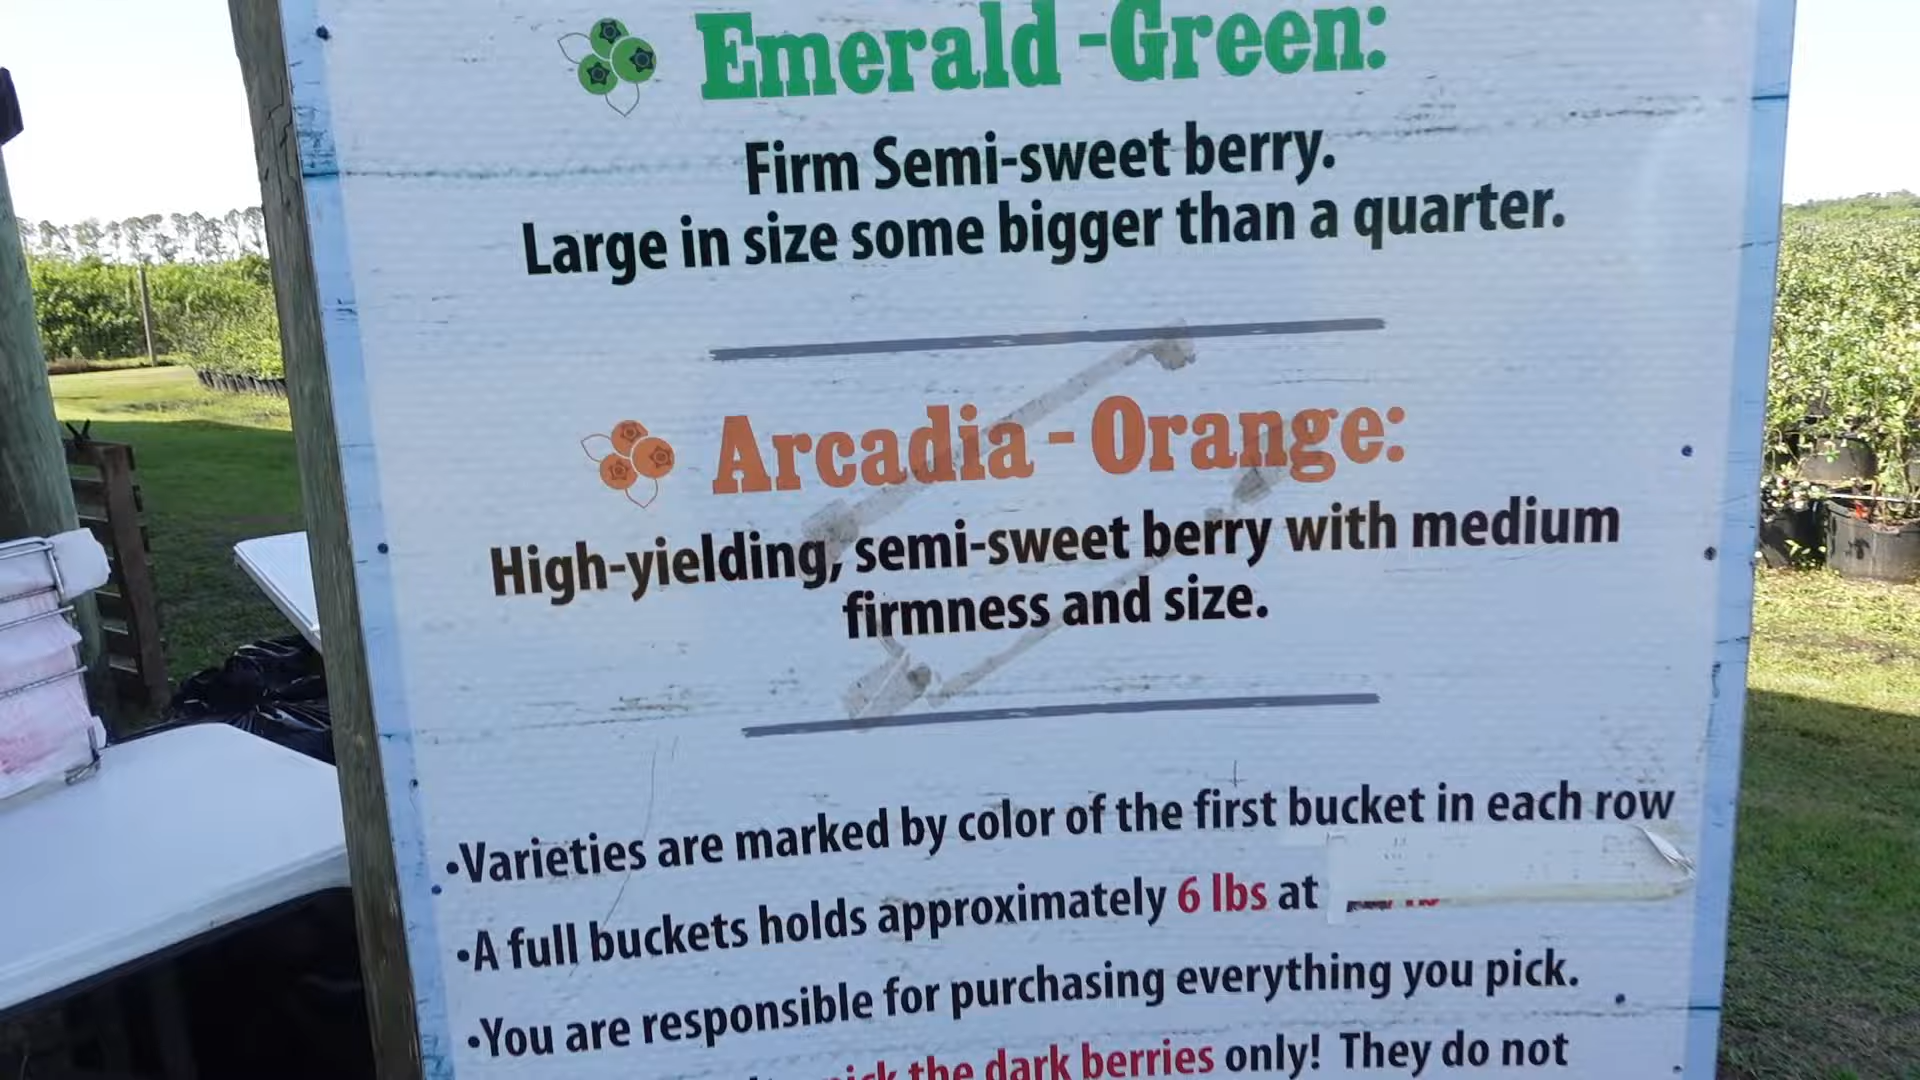 Emerald -Green:
Firm Semi-sweet berry.
Large in size some bigger than a quarter.
Arcadia - Orange:
High-yielding, semi-sweet berry with medium
firmness and size.
•Varieties are marked by color of the first bucket in each row
•A full buckets holds approximately 6 lbs at
•You are responsible for purchasing everything you pick.
pick the dark berries only! They do not